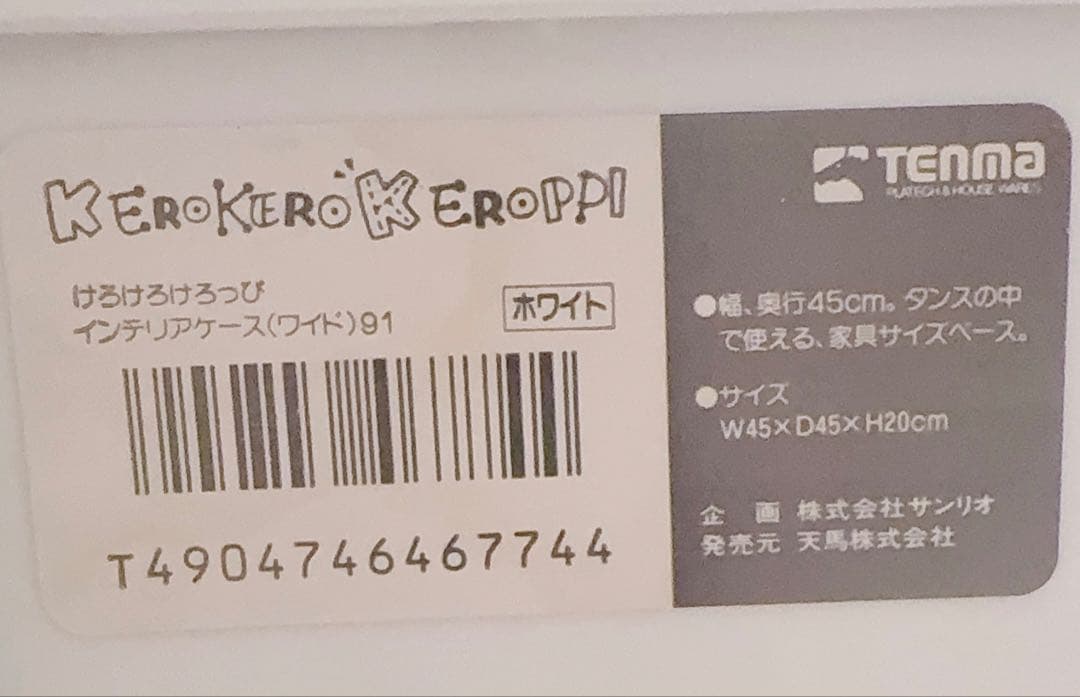 KEROKEROKEROPPI
けろけろけろっぴ
インテリアケース(ワイド)91
ホワイト
T4904746467744
TENMA
PLATECH & HOUSE WARES
●幅、奥行45cm。タンスの中
で使える、家具サイズベース。
●サイズ
W45×D45×H20cm
企 画 株式会社サンリオ
発売元 天馬株式会社